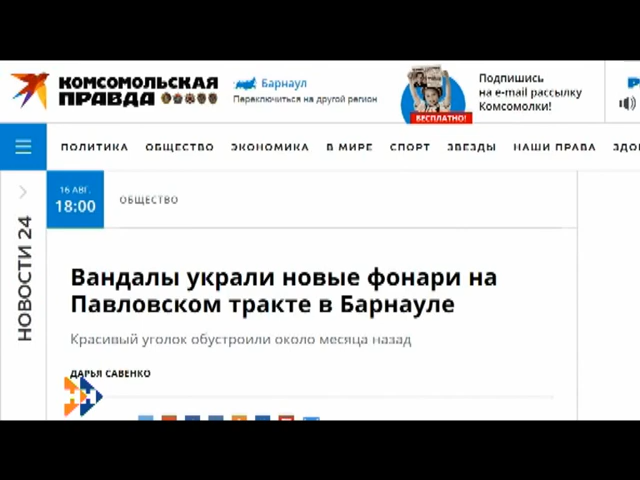 КОМСОМОЛЬСКАЯ
ПРАВДА
Барнаул
Переключиться на другой регион
БЕСПЛАТНО!
Подпишись
на e-mail рассылку
Комсомолки!
ПОЛИТИКА ОБЩЕСТВО ЭКОНОМИКА В МИРЕ СПОРТ ЗВЕЗДЫ НАШИ ПРАВА ЗДО
16 АВГ.
18:00
ОБЩЕСТВО
НОВОСТИ 24
Вандалы украли новые фонари на
Павловском тракте в Барнауле
Красивый уголок обустроили около месяца назад
ДАРЬЯ САВЕНКО